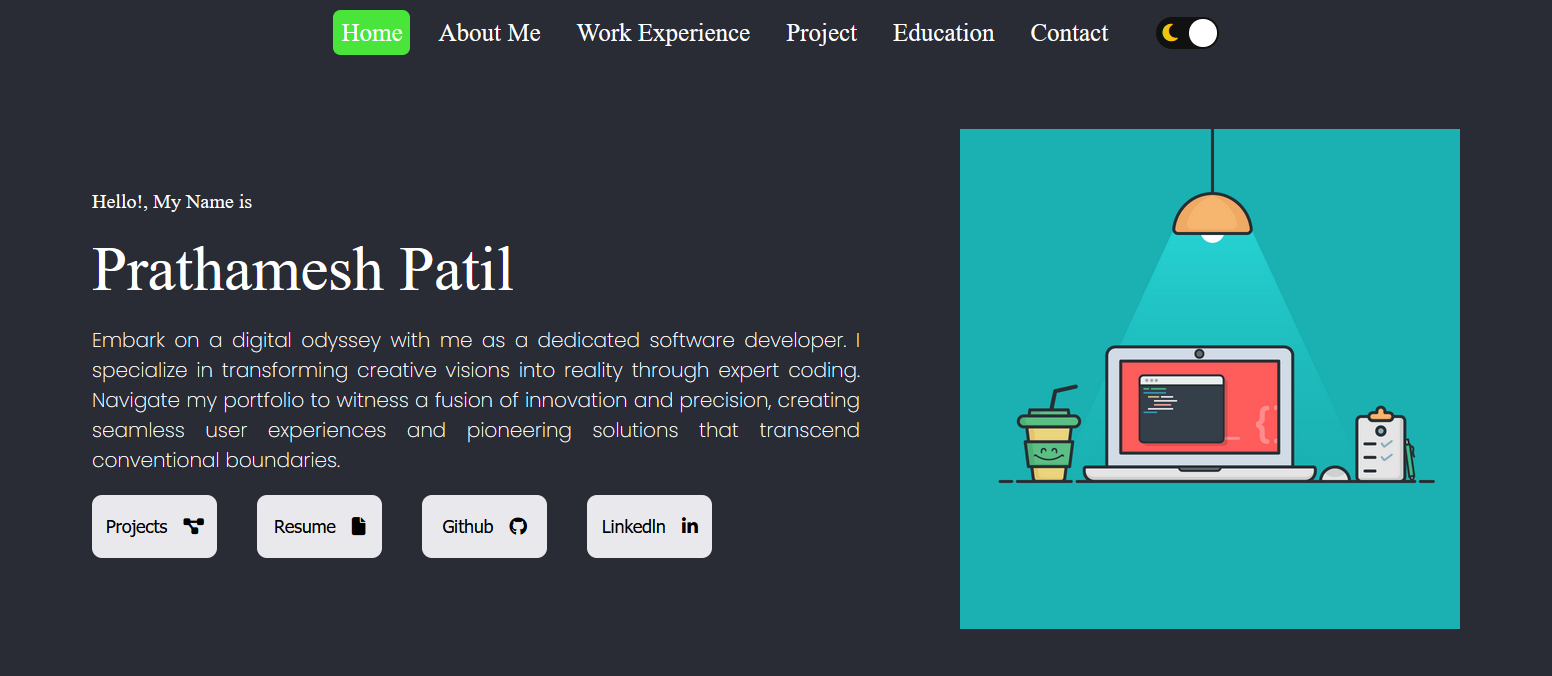 Home About Me Work Experience Project Education Contact
Hello!, My Name is
Prathamesh Patil
Embark on a digital odyssey with me as a dedicated software developer. I
specialize in transforming creative visions into reality through expert coding.
Navigate my portfolio to witness a fusion of innovation and precision, creating
seamless user experiences and pioneering solutions that transcend
conventional boundaries.
Projects Resume Github LinkedIn